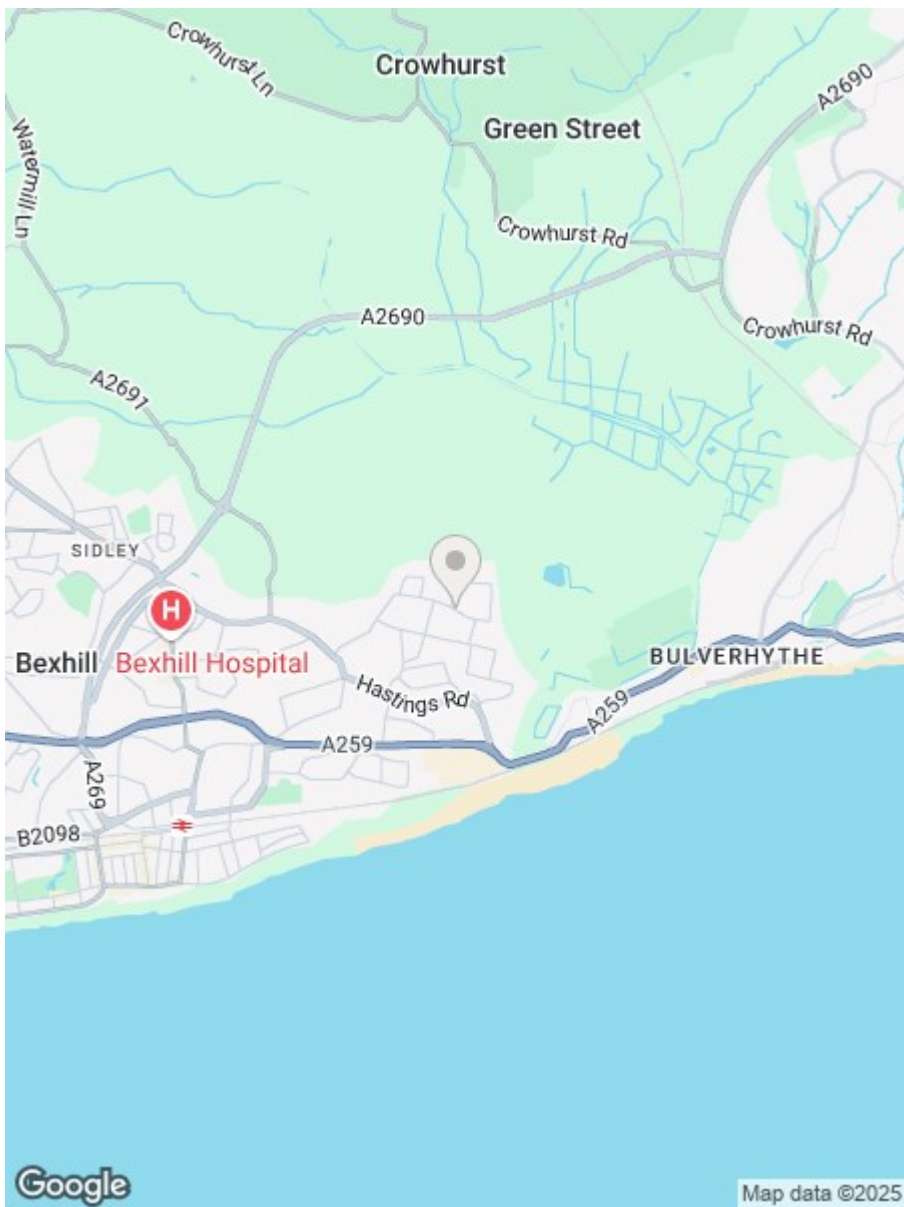 Crowhurst Ln
Crowhurst
A2690
Green Street
Watermill Ln
Crowhurst Rd
A2690
Crowhurst Rd
A2691
SIDLEY
H
Bexhill
Bexhill Hospital
BULVERHYTHE
Hastings Rd
A259
A259
A269
B2098
Google
Map data ©2025